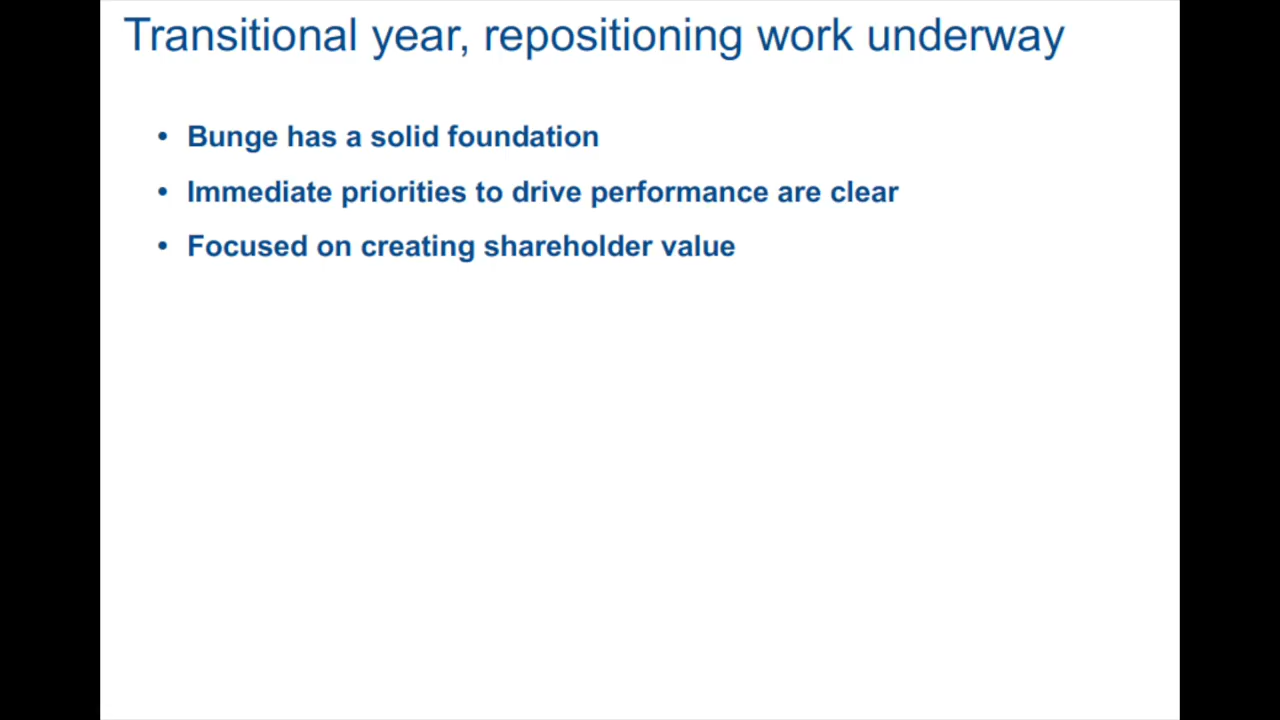 Transitional year, repositioning work underway
• Bunge has a solid foundation
• Immediate priorities to drive performance are clear
• Focused on creating shareholder value